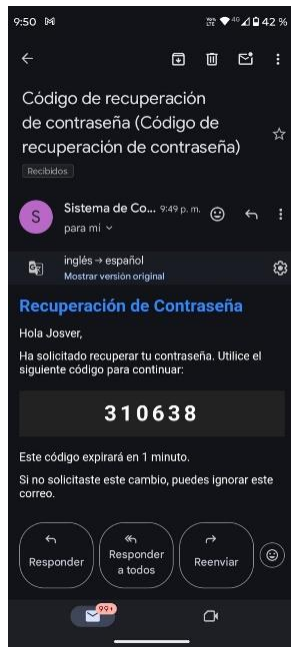 9:50 42 %
Código de recuperación
de contraseña (Código de
recuperación de contraseña)
Recibidos
S
Sistema de Co... 9:49 p. m.
para mí
inglés → español
Mostrar versión original
Recuperación de Contraseña
Hola Josver,
Ha solicitado recuperar tu contraseña. Utilice el
siguiente código para continuar:
310638
Este código expirará en 1 minuto.
Si no solicitaste este cambio, puedes ignorar este
correo.
Responder
Responder
a todos
Reenviar
99+